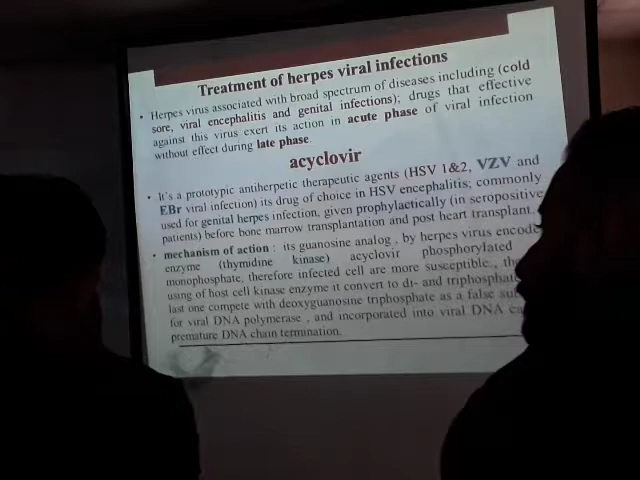 Treatment of herpes viral infections
• Herpes virus associated with broad spectrum of diseases including (cold
sore, viral encephalitis and genital infections); drugs that effective
against this virus exert its action in acute phase of viral infection
without effect during late phase.
acyclovir
• It's a prototypic antiherpetic therapeutic agents (HSV 1&2, VZV and
EBr viral infection) its drug of choice in HSV encephalitis; commonly
used for genital herpes infection, given prophylactically (in seropositive
patients) before bone marrow transplantation and post heart transplant.
• mechanism of action : its guanosine analog , by herpes virus encode
enzyme (thymidine kinase) acyclovir phosphorylated
monophosphate, therefore infected cell are more susceptible.,
using of host cell kinase enzyme it convert to di- and triphosphate
last one compete with deoxyguanosine triphosphate as a false
for viral DNA polymerase , and incorporated into viral DNA
premature DNA chain termination.